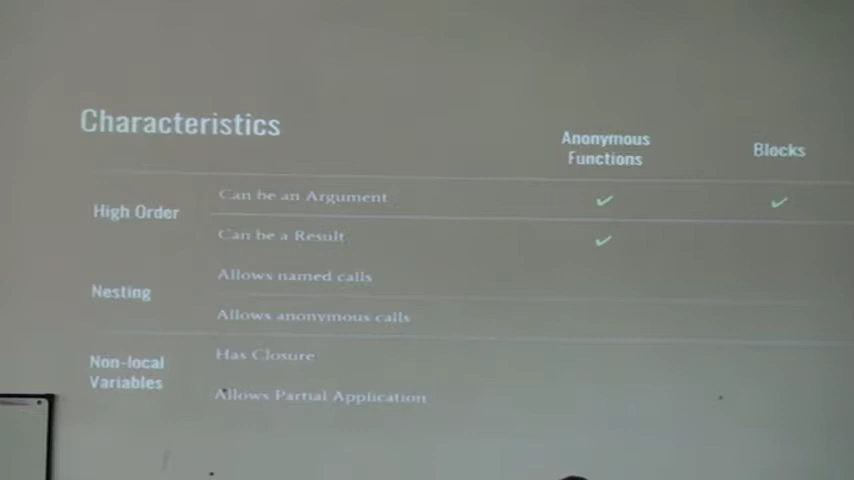 Characteristics
Anonymous
Functions
Blocks
High Order
Can be an Argument ✓ ✓
Can be a Result ✓
Nesting
Allows named calls
Allows anonymous calls
Non-local
Variables
Has Closure
Allows Partial Application